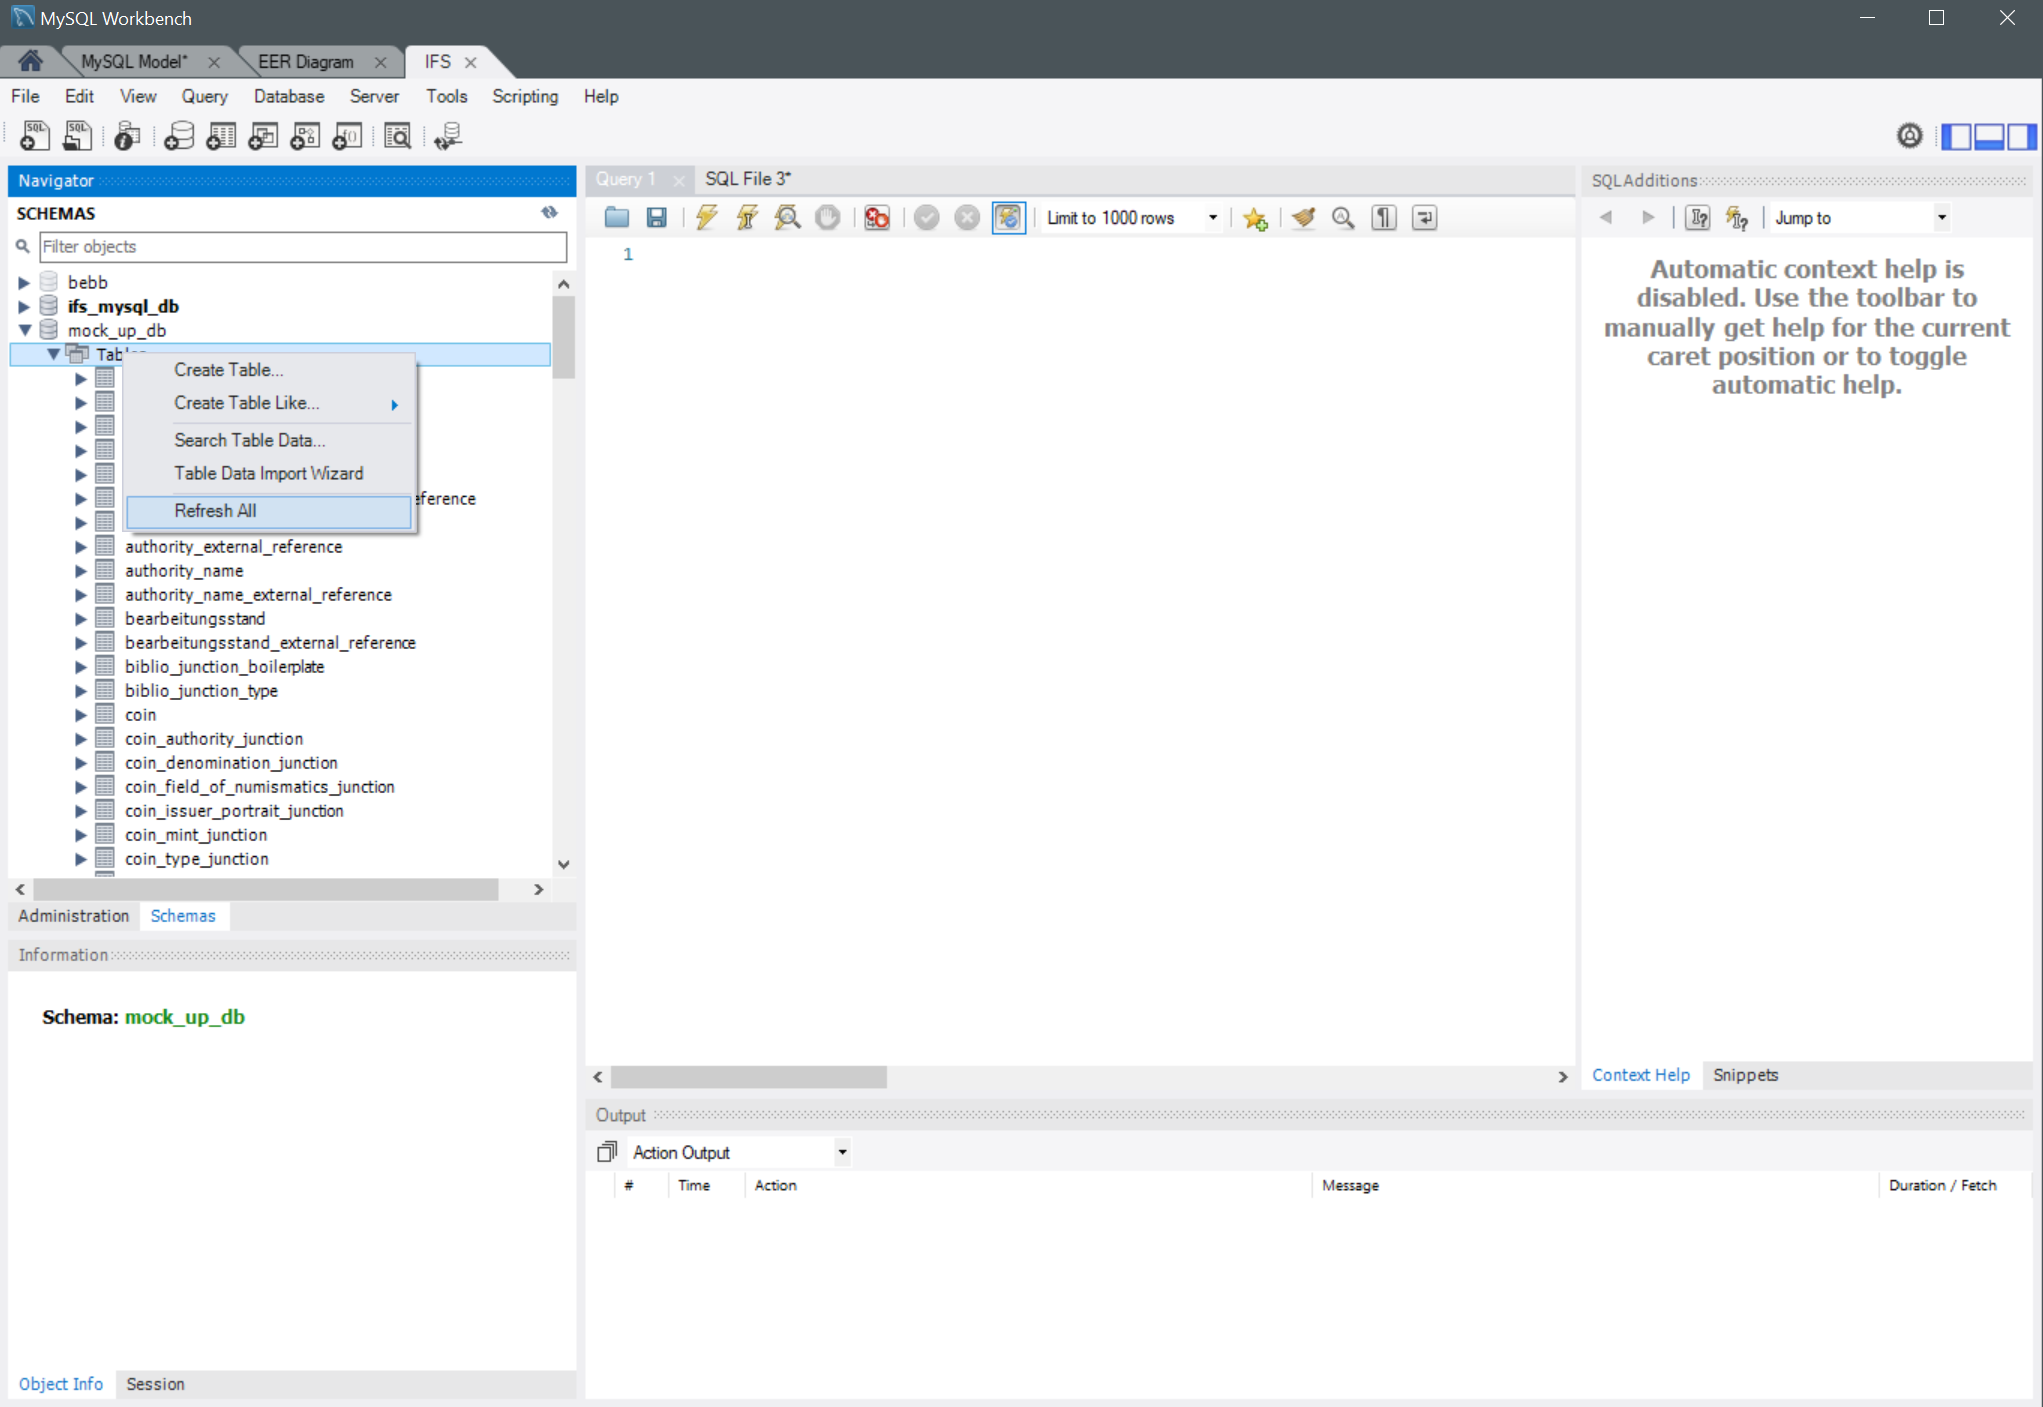 MySQL Workbench
MySQL Model*
EER Diagram
IFS
File Edit View Query Database Server Tools Scripting Help
Navigator
SCHEMAS
Filter objects
bebb
ifs_mysql_db
mock_up_db
Create Table...
Create Table Like...
Search Table Data...
Table Data Import Wizard
Refresh All
authority_external_reference
authority_name
authority_name_external_reference
bearbeitungsstand
bearbeitungsstand_external_reference
biblio_junction_boilerplate
biblio_junction_type
coin
coin_authority_junction
coin_denomination_junction
coin_field_of_numismatics_junction
coin_issuer_portrait_junction
coin_mint_junction
coin_type_junction
Administration Schemas
Information
Schema: mock_up_db
Object Info Session
Query 1 SQL File 3*
Limit to 1000 rows
1
SQLAdditions
Jump to
Automatic context help is
disabled. Use the toolbar to
manually get help for the current
caret position or to toggle
automatic help.
Context Help Snippets
Output
Action Output
# Time Action Message Duration / Fetch